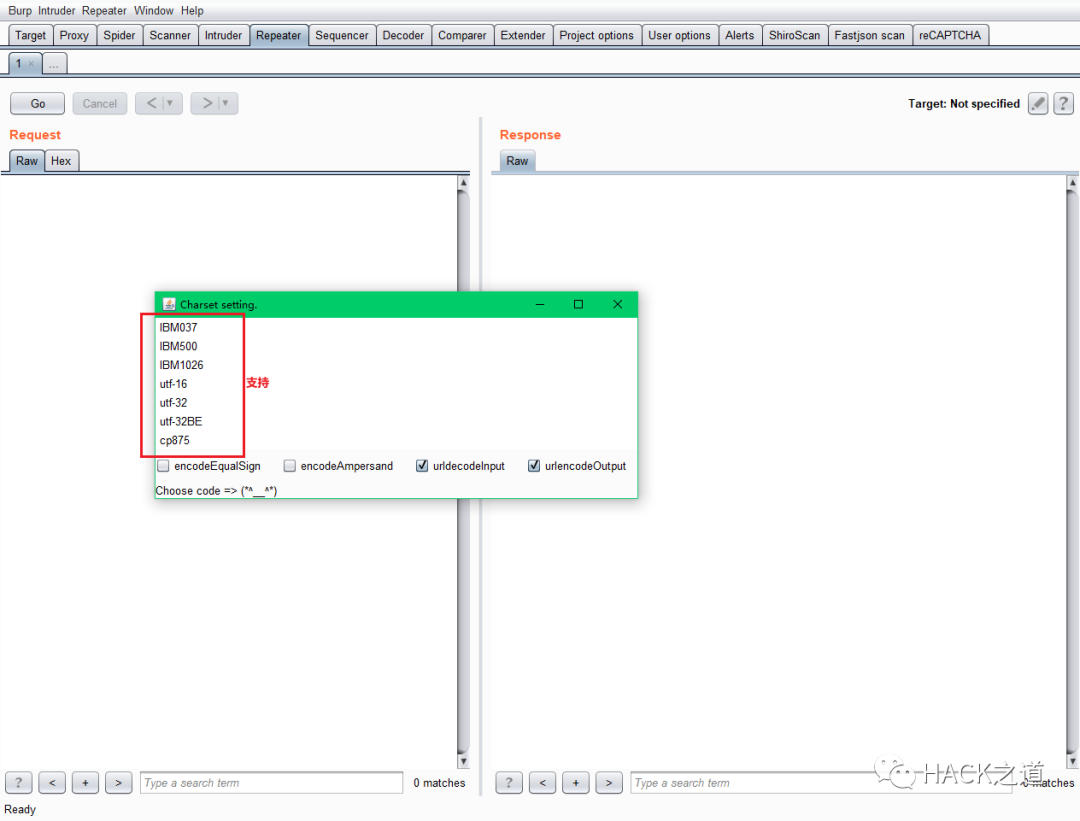 Burp Intruder Repeater Window Help
Target Proxy Spider Scanner Intruder Repeater Sequencer Decoder Comparer Extender Project options User options Alerts ShiroScan Fastjson scan reCAPTCHA
1 × ...
Go Cancel < ▼ > ▼ Target: Not specified ?
Request
Response
Raw Hex
Raw
Charset setting.
IBM037
IBM500
IBM1026
utf-16
支持
utf-32
utf-32BE
cp875
encodeEqualSign encodeAmpersand urldecodeInput urlencodeOutput
Choose code => (*^__^*)
? < + > Type a search term 0 matches
? < + > Type a search term 0 matches
HACK之道
Ready